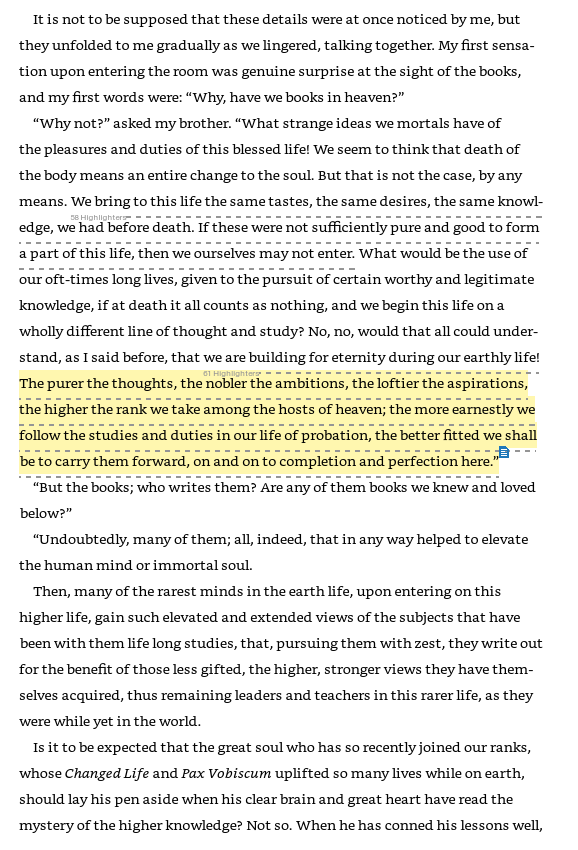 It is not to be supposed that these details were at once noticed by me, but
they unfolded to me gradually as we lingered, talking together. My first sensa-
tion upon entering the room was genuine surprise at the sight of the books,
and my first words were: “Why, have we books in heaven?”
“Why not?” asked my brother. “What strange ideas we mortals have of
the pleasures and duties of this blessed life! We seem to think that death of
the body means an entire change to the soul. But that is not the case, by any
means. We bring to this life the same tastes, the same desires, the same knowl-
58 Highlighters
edge, we had before death. If these were not sufficiently pure and good to form
a part of this life, then we ourselves may not enter. What would be the use of
our oft-times long lives, given to the pursuit of certain worthy and legitimate
knowledge, if at death it all counts as nothing, and we begin this life on a
wholly different line of thought and study? No, no, would that all could under-
stand, as I said before, that we are building for eternity during our earthly life!
61 Highlighters
The purer the thoughts, the nobler the ambitions, the loftier the aspirations,
the higher the rank we take among the hosts of heaven; the more earnestly we
follow the studies and duties in our life of probation, the better fitted we shall
be to carry them forward, on and on to completion and perfection here.”
“But the books; who writes them? Are any of them books we knew and loved
below?”
“Undoubtedly, many of them; all, indeed, that in any way helped to elevate
the human mind or immortal soul.
Then, many of the rarest minds in the earth life, upon entering on this
higher life, gain such elevated and extended views of the subjects that have
been with them life long studies, that, pursuing them with zest, they write out
for the benefit of those less gifted, the higher, stronger views they have them-
selves acquired, thus remaining leaders and teachers in this rarer life, as they
were while yet in the world.
Is it to be expected that the great soul who has so recently joined our ranks,
whose Changed Life and Pax Vobiscum uplifted so many lives while on earth,
should lay his pen aside when his clear brain and great heart have read the
mystery of the higher knowledge? Not so. When he has conned his lessons well,